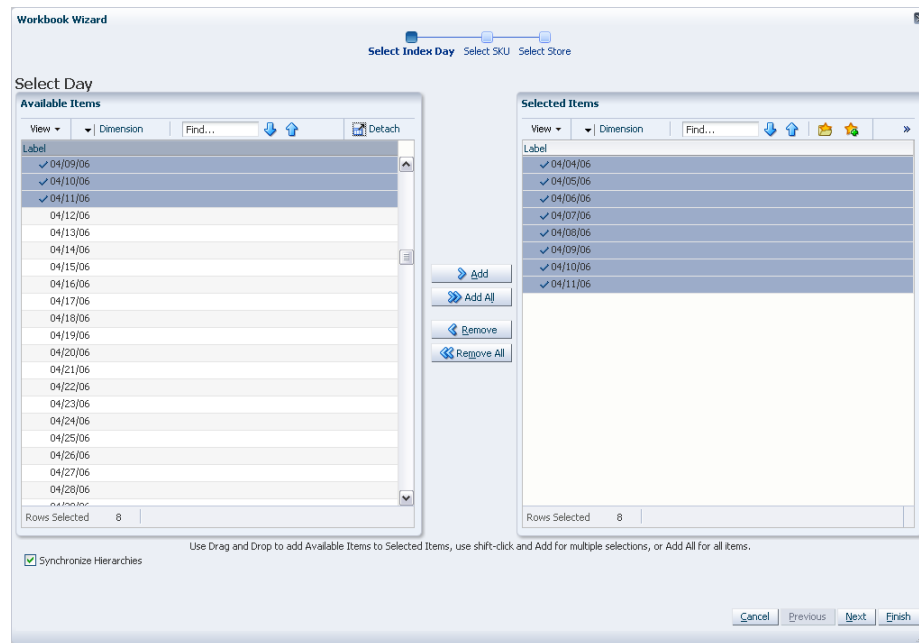 Workbook Wizard
Select Index Day Select SKU Select Store
Select Day
Available Items
View Dimension Find... Detach
Label
04/09/06
04/10/06
04/11/06
04/12/06
04/13/06
04/14/06
04/15/06
04/16/06
04/17/06
04/18/06
04/19/06
04/20/06
04/21/06
04/22/06
04/23/06
04/24/06
04/25/06
04/26/06
04/27/06
04/28/06
Rows Selected 8
Add
Add All
Remove
Remove All
Selected Items
View Dimension Find... »
Label
04/04/06
04/05/06
04/06/06
04/07/06
04/08/06
04/09/06
04/10/06
04/11/06
Rows Selected 8
Use Drag and Drop to add Available Items to Selected Items, use shift-click and Add for multiple selections, or Add All for all items.
Synchronize Hierarchies
Cancel Previous Next Finish